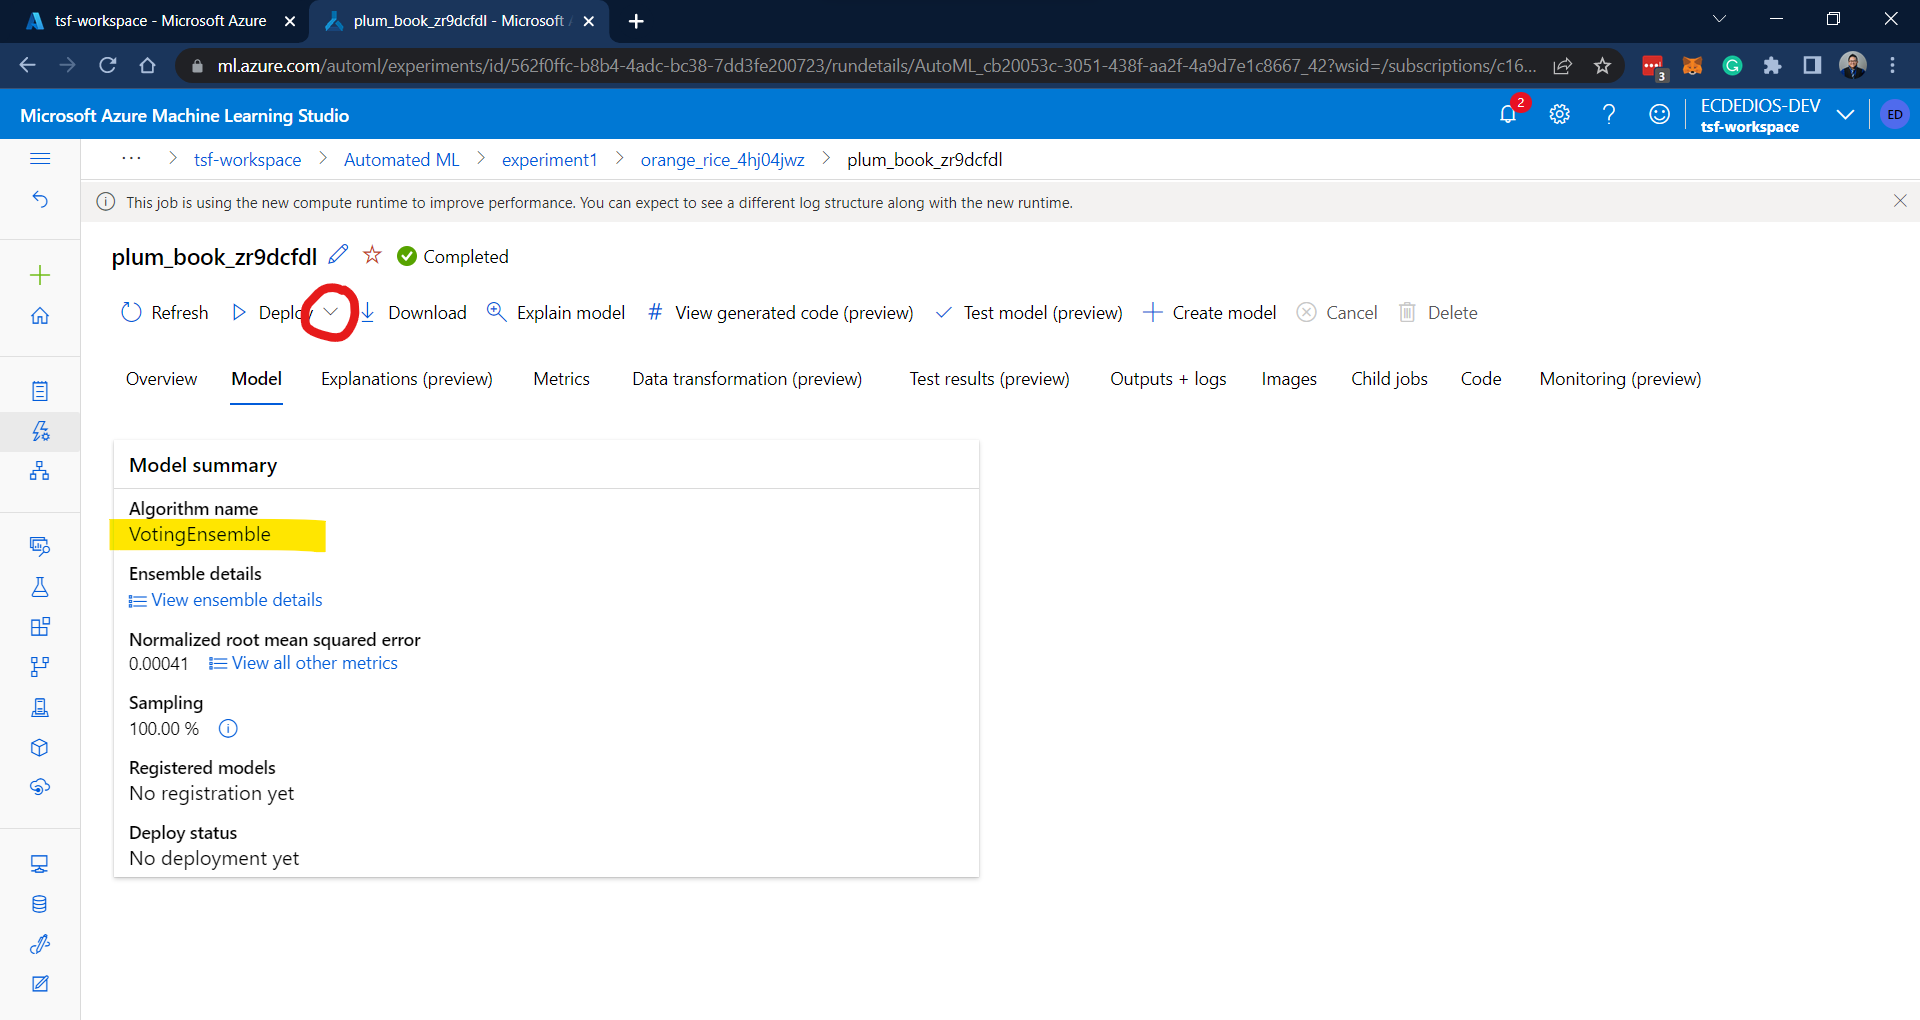 tsf-workspace - Microsoft Azure
plum_book_zr9dcfdl - Microsoft
ml.azure.com/automl/experiments/id/562f0ffc-b8b4-4adc-bc38-7dd3fe200723/rundetails/AutoML_cb20053c-3051-438f-aa2f-4a9d7e1c8667_42?wsid=/subscriptions/c16...
3
Microsoft Azure Machine Learning Studio
2
ECDEDIOS-DEV
tsf-workspace
ED
... > tsf-workspace > Automated ML > experiment1 > orange_rice_4hj04jwz > plum_book_zr9dcfdl
This job is using the new compute runtime to improve performance. You can expect to see a different log structure along with the new runtime.
plum_book_zr9dcfdl Completed
Refresh Deploy Download Explain model # View generated code (preview) Test model (preview) Create model Cancel Delete
Overview Model Explanations (preview) Metrics Data transformation (preview) Test results (preview) Outputs + logs Images Child jobs Code Monitoring (preview)
Model summary
Algorithm name
VotingEnsemble
Ensemble details
View ensemble details
Normalized root mean squared error
0.00041 View all other metrics
Sampling
100.00 %
Registered models
No registration yet
Deploy status
No deployment yet